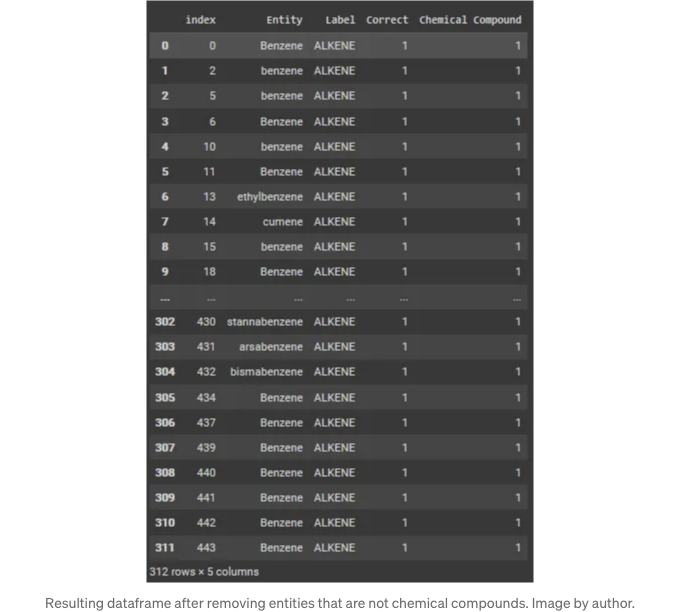 index Entity Label Correct Chemical Compound
0 0 Benzene ALKENE 1 1
1 2 benzene ALKENE 1 1
2 5 benzene ALKENE 1 1
3 6 Benzene ALKENE 1 1
4 10 benzene ALKENE 1 1
5 11 Benzene ALKENE 1 1
6 13 ethylbenzene ALKENE 1 1
7 14 cumene ALKENE 1 1
8 15 benzene ALKENE 1 1
9 18 Benzene ALKENE 1 1
... ... ... ... ... ...
302 430 stannabenzene ALKENE 1 1
303 431 arsabenzene ALKENE 1 1
304 432 bismabenzene ALKENE 1 1
305 434 Benzene ALKENE 1 1
306 437 Benzene ALKENE 1 1
307 439 Benzene ALKENE 1 1
308 440 Benzene ALKENE 1 1
309 441 Benzene ALKENE 1 1
310 442 Benzene ALKENE 1 1
311 443 Benzene ALKENE 1 1
312 rows × 5 columns
Resulting dataframe after removing entities that are not chemical compounds. Image by author.